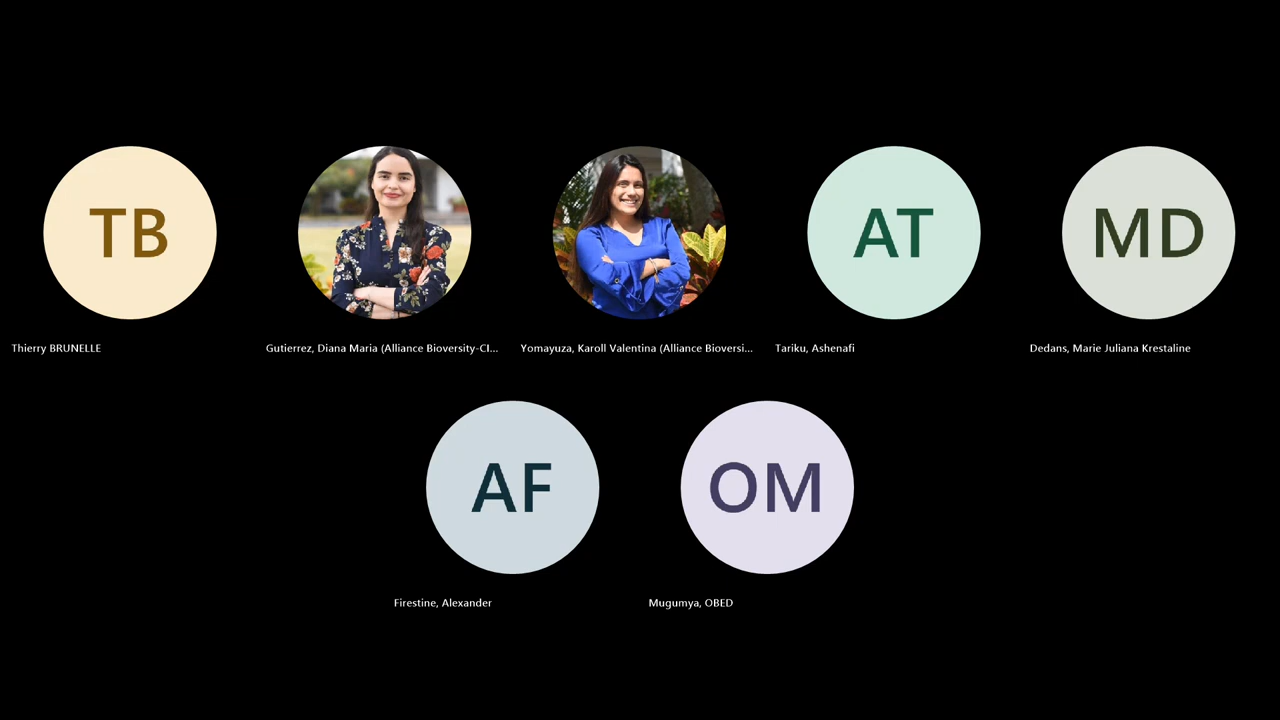 TB
AT
MD
Thierry BRUNELLE
Gutierrez, Diana Maria (Alliance Bioversity-CI...
Yomayuza, Karoll Valentina (Alliance Bioversi...
Tariku, Ashenafi
Dedans, Marie Juliana Krestaline
AF
OM
Firestine, Alexander
Mugumya, OBED